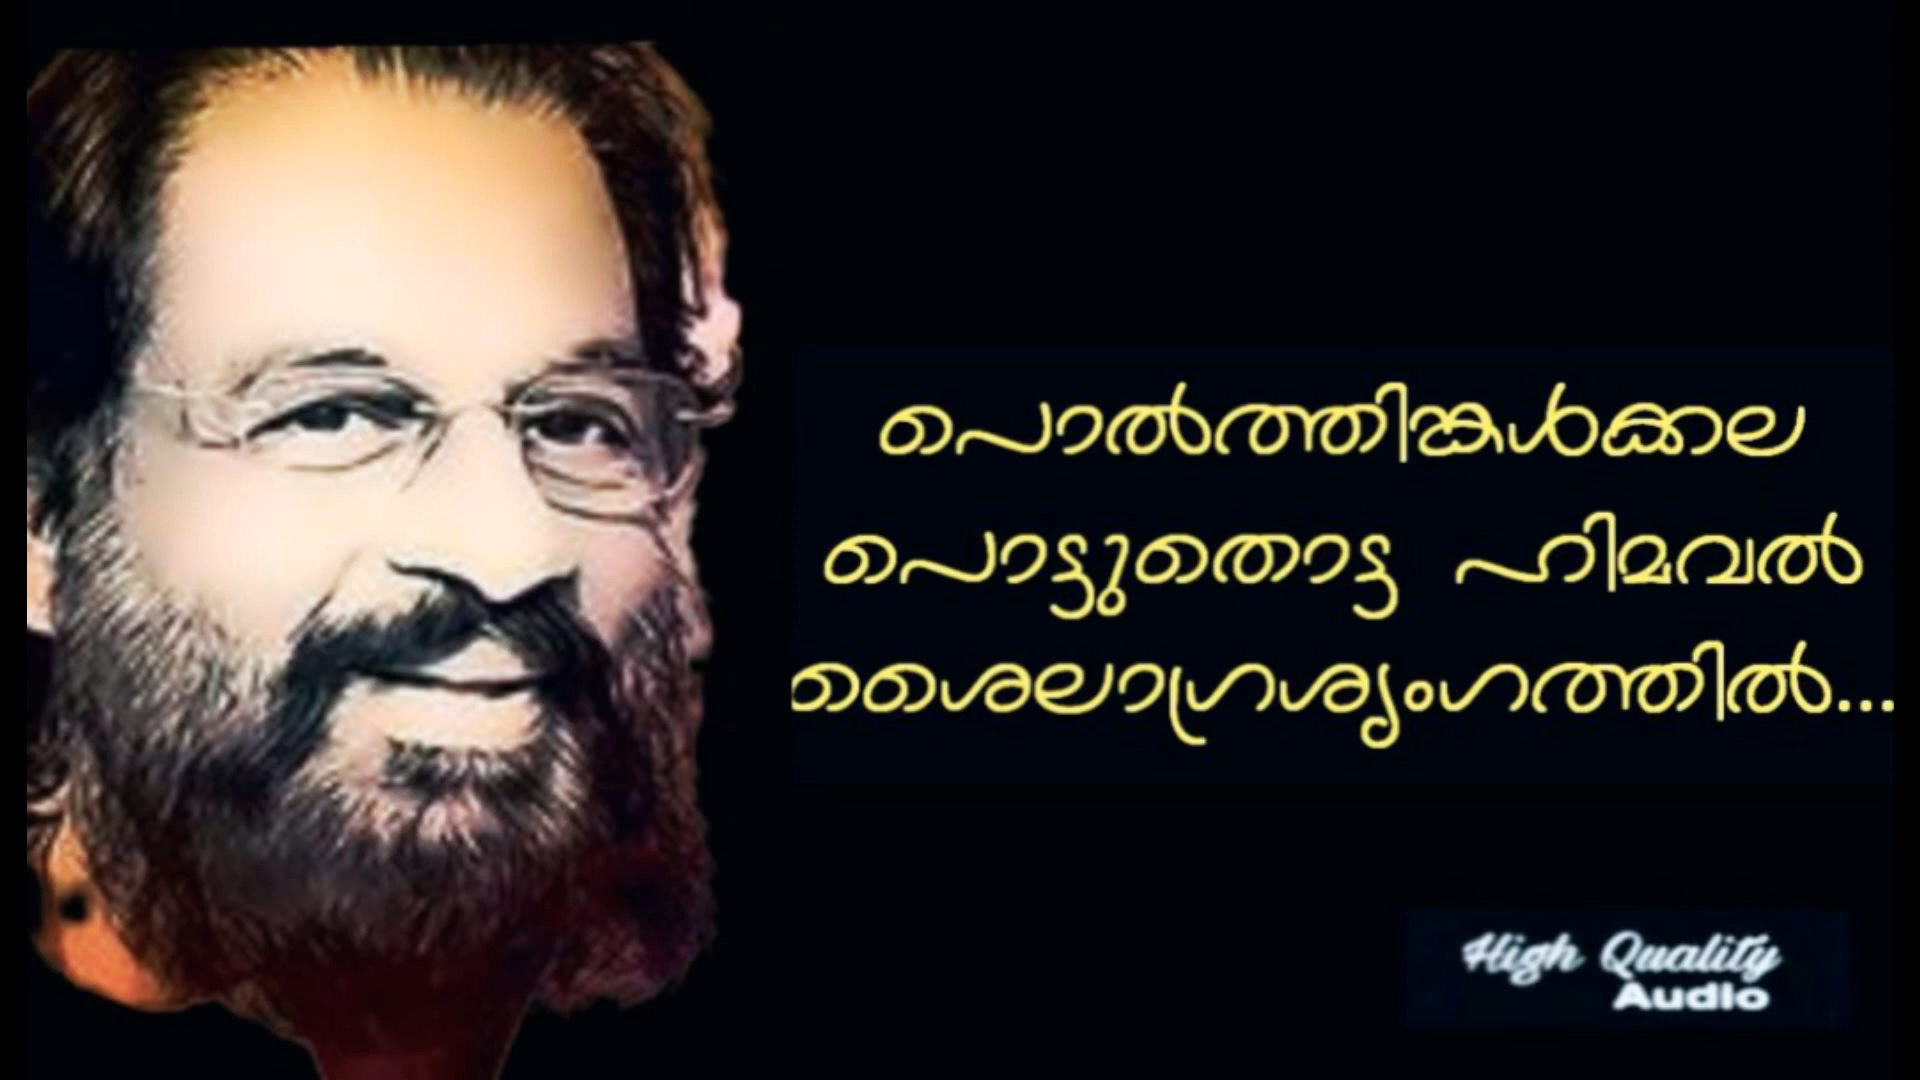 പൊൽത്തിങ്കൾക്കല
പൊട്ടുതൊട്ട ഹിമവൽ
ശൈലാഗ്രശൃംഗത്തിൽ...
High Quality
Audio